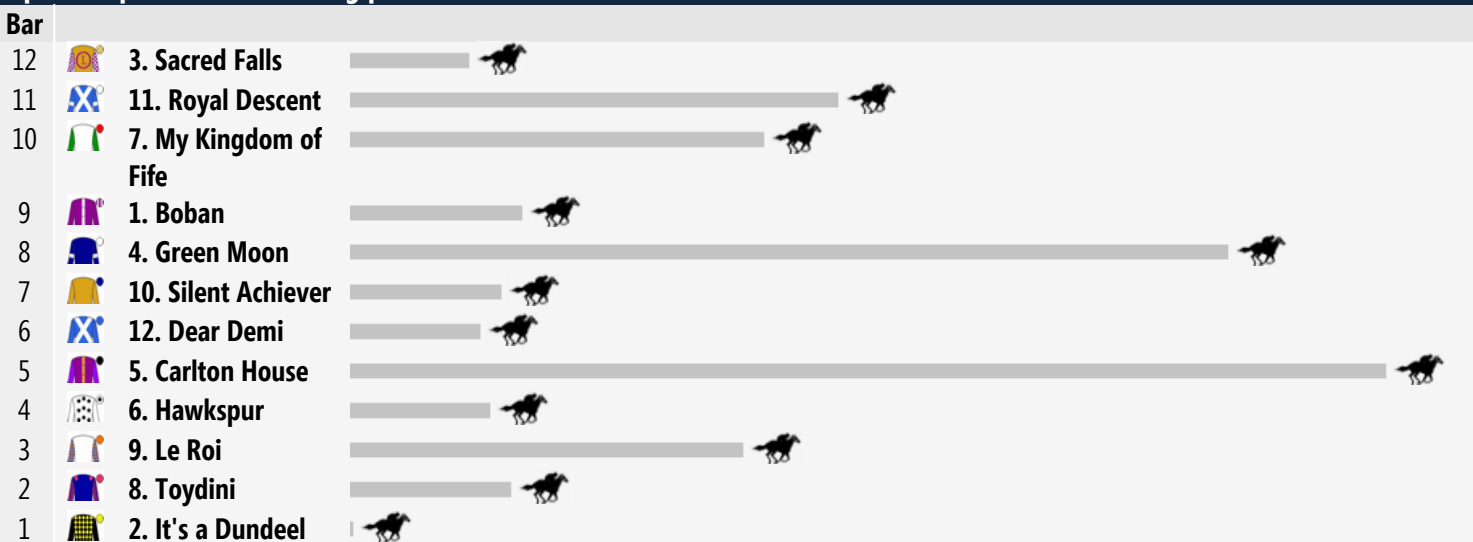 Bar
12 3. Sacred Falls
11 11. Royal Descent
10 7. My Kingdom of
Fife
9 1. Boban
8 4. Green Moon
7 10. Silent Achiever
6 12. Dear Demi
5 5. Carlton House
4 6. Hawkspur
3 9. Le Roi
2 8. Toydini
1 2. It's a Dundeel